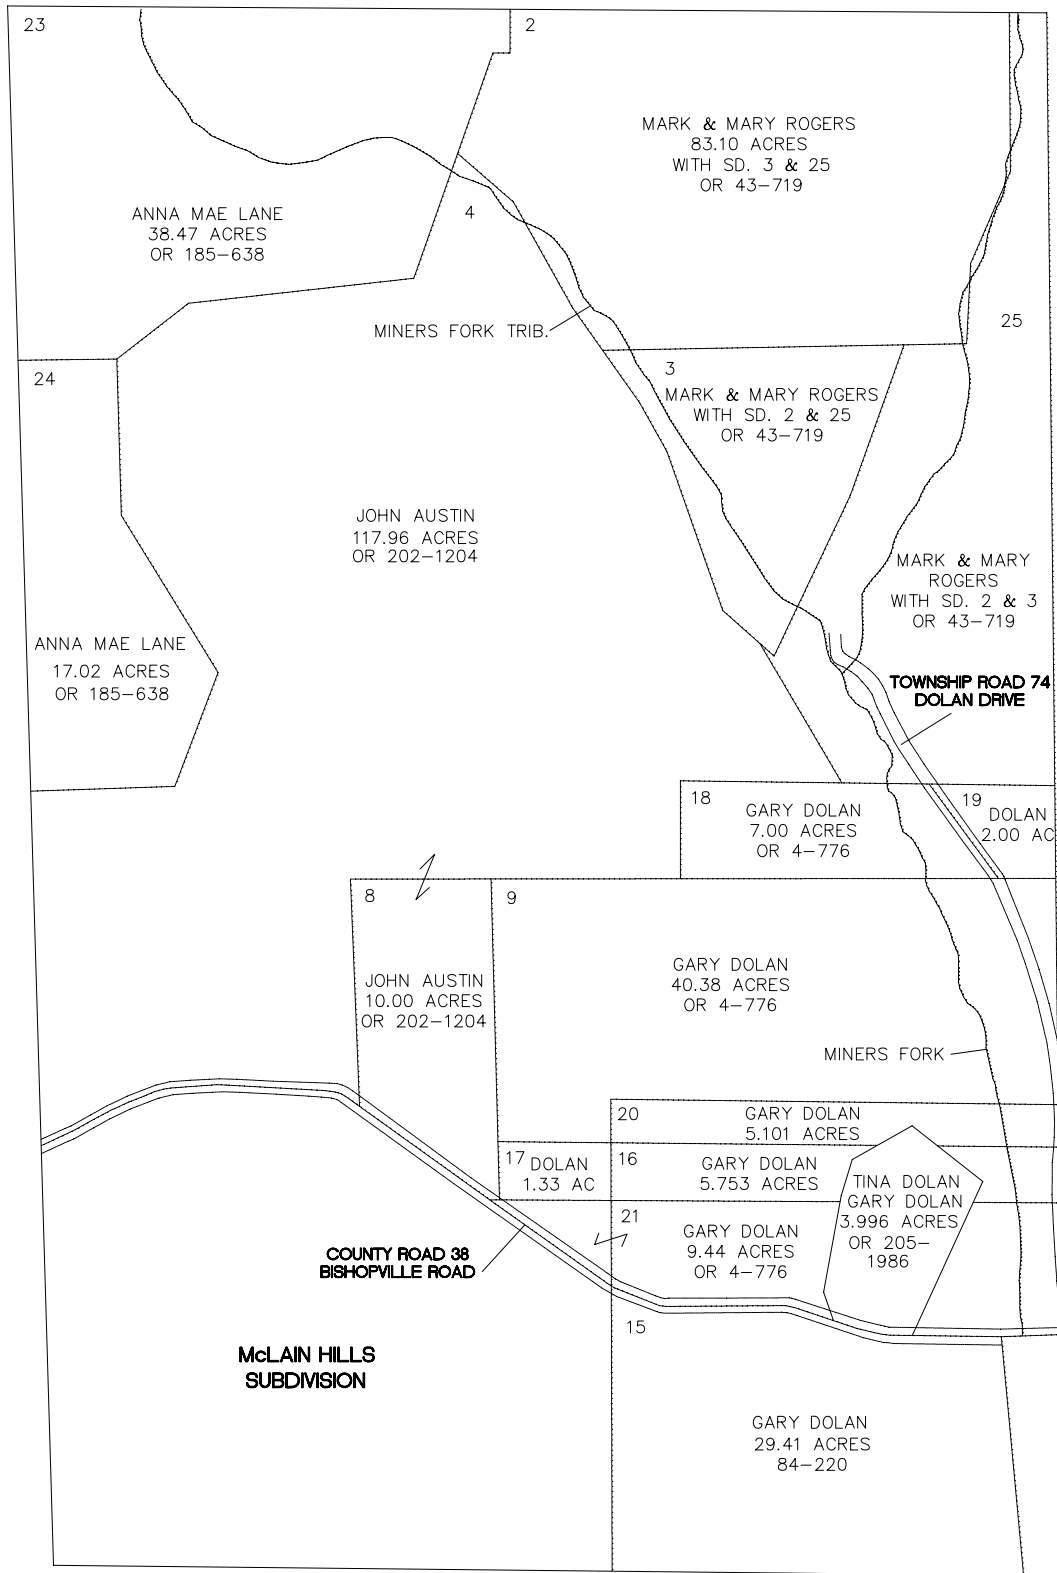 23
2
MARK & MARY ROGERS
83.10 ACRES
WITH SD. 3 & 25
OR 43-719
4
ANNA MAE LANE
38.47 ACRES
OR 185-638
MINERS FORK TRIB.
25
24
3
MARK & MARY ROGERS
WITH SD. 2 & 25
OR 43-719
JOHN AUSTIN
117.96 ACRES
OR 202-1204
MARK & MARY
ROGERS
WITH SD. 2 & 3
OR 43-719
ANNA MAE LANE
17.02 ACRES
OR 185-638
TOWNSHIP ROAD 74
DOLAN DRIVE
18
GARY DOLAN
7.00 ACRES
OR 4-776
19
DOLAN
2.00 AC
8
JOHN AUSTIN
10.00 ACRES
OR 202-1204
9
GARY DOLAN
40.38 ACRES
OR 4-776
MINERS FORK
20
GARY DOLAN
5.101 ACRES
17
DOLAN
1.33 AC
16
GARY DOLAN
5.753 ACRES
TINA DOLAN
GARY DOLAN
3.996 ACRES
OR 205-
1986
21
GARY DOLAN
9.44 ACRES
OR 4-776
COUNTY ROAD 38
BISHOPVILLE ROAD
15
McLAIN HILLS
SUBDIVISION
GARY DOLAN
29.41 ACRES
84-220